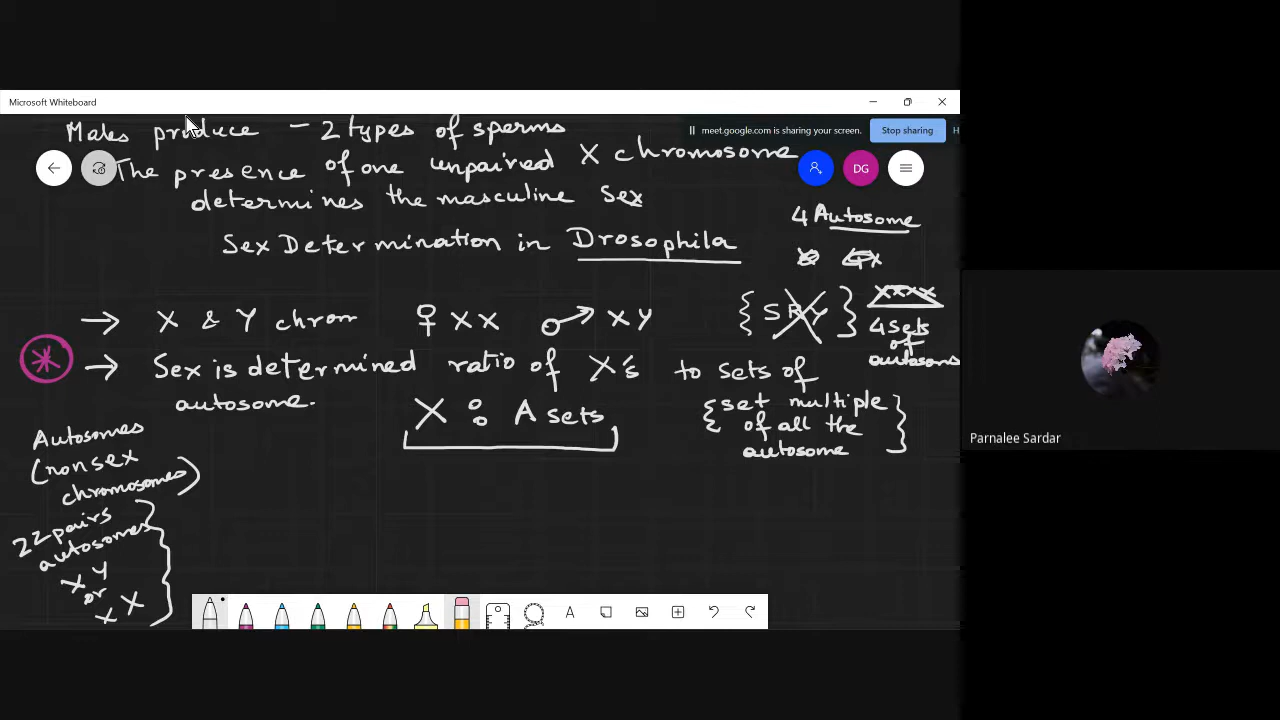 Microsoft Whiteboard
Males produce - 2 types of sperms
meet.google.com is sharing your screen.
Stop sharing
H
The presence of one unpaired X chromosome
determines the masculine Sex
DG
4 Autosome
Sex Determination in Drosophila
→ X & Y chrom ♀ XX ♂ XY
{SRY}
XXXX
4 sets
of
autosoms
→ Sex is determined ratio of X's to sets of
autosome.
X : A sets
{set multiple
of all the
autosome}
Autosomes
(nonsex
chromosomes)
22 pairs
autosomes
X Y
or
X X
A
Parnalee Sardar